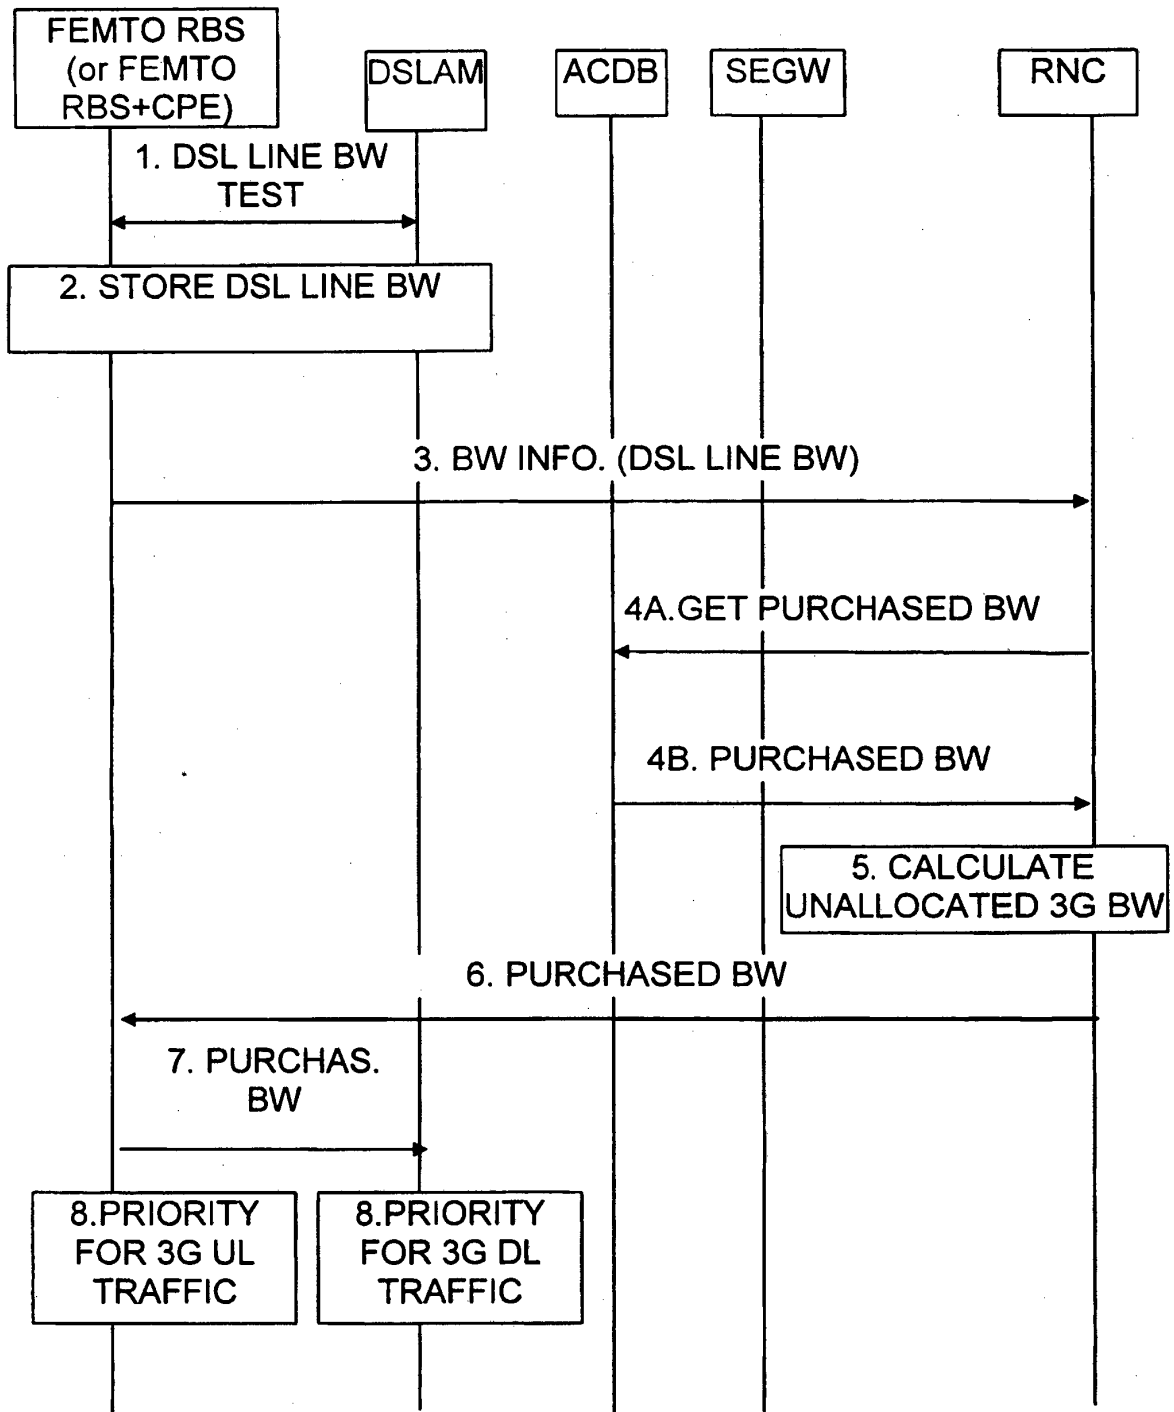 FEMTO RBS
(or FEMTO
RBS+CPE)
DSLAM
ACDB
SEGW
RNC
1. DSL LINE BW
TEST
2. STORE DSL LINE BW
3. BW INFO. (DSL LINE BW)
4A.GET PURCHASED BW
4B. PURCHASED BW
5. CALCULATE
UNALLOCATED 3G BW
6. PURCHASED BW
7. PURCHAS.
BW
8.PRIORITY
FOR 3G UL
TRAFFIC
8.PRIORITY
FOR 3G DL
TRAFFIC